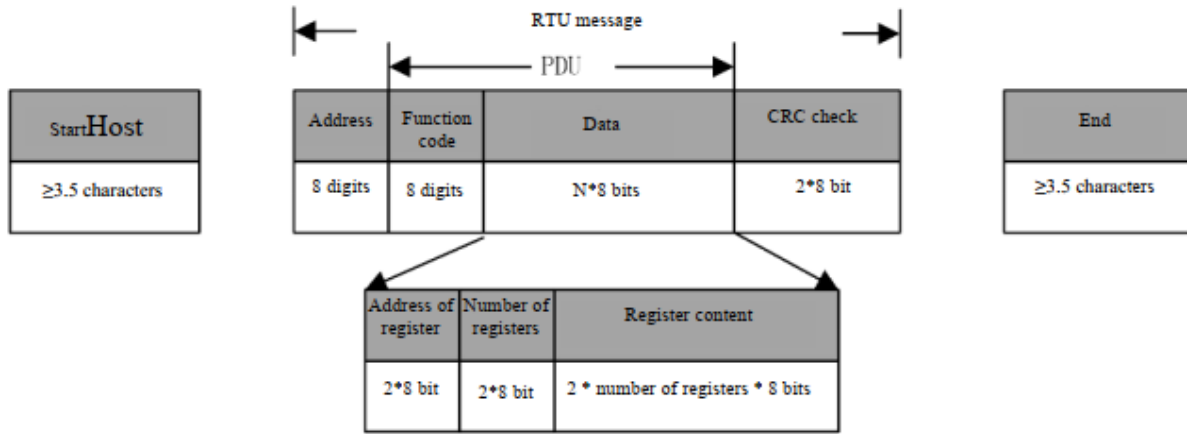 RTU message
PDU
StartHost
Address
Function
code
Data
CRC check
End
≥3.5 characters
8 digits
8 digits
N*8 bits
2*8 bit
≥3.5 characters
Address of
register
Number of
registers
Register content
2*8 bit
2*8 bit
2 * number of registers * 8 bits